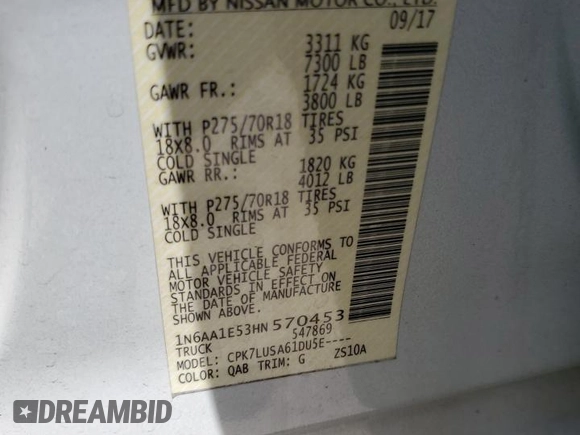 MFD BY NISSAN MOTOR CO., LTD.
DATE: 09/17
GVWR: 3311 KG
7300 LB
GAWR FR.: 1724 KG
3800 LB
WITH P275/70R18 TIRES
18X8.0 RIMS AT 35 PSI
COLD SINGLE
GAWR RR.: 1820 KG
4012 LB
WITH P275/70R18 TIRES
18X8.0 RIMS AT 35 PSI
COLD SINGLE
THIS VEHICLE CONFORMS TO
ALL APPLICABLE FEDERAL
MOTOR VEHICLE SAFETY
STANDARDS IN EFFECT ON
THE DATE OF MANUFACTURE
SHOWN ABOVE.
1N6AA1E53HN570453
TRUCK 547869
MODEL: CPK7LUSA61DU5E----
COLOR: QAB TRIM: G ZS10A
DREAMBID